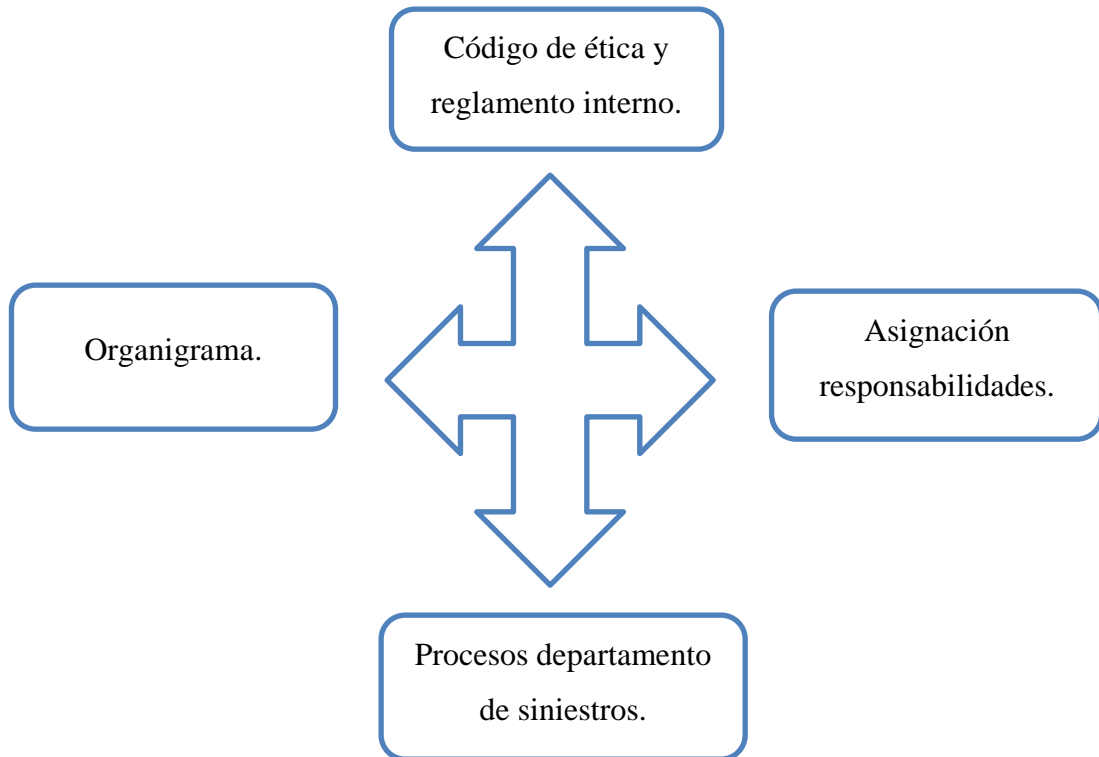 Código de ética y
reglamento interno.
Organigrama.
Asignación
responsabilidades.
Procesos departamento
de siniestros.